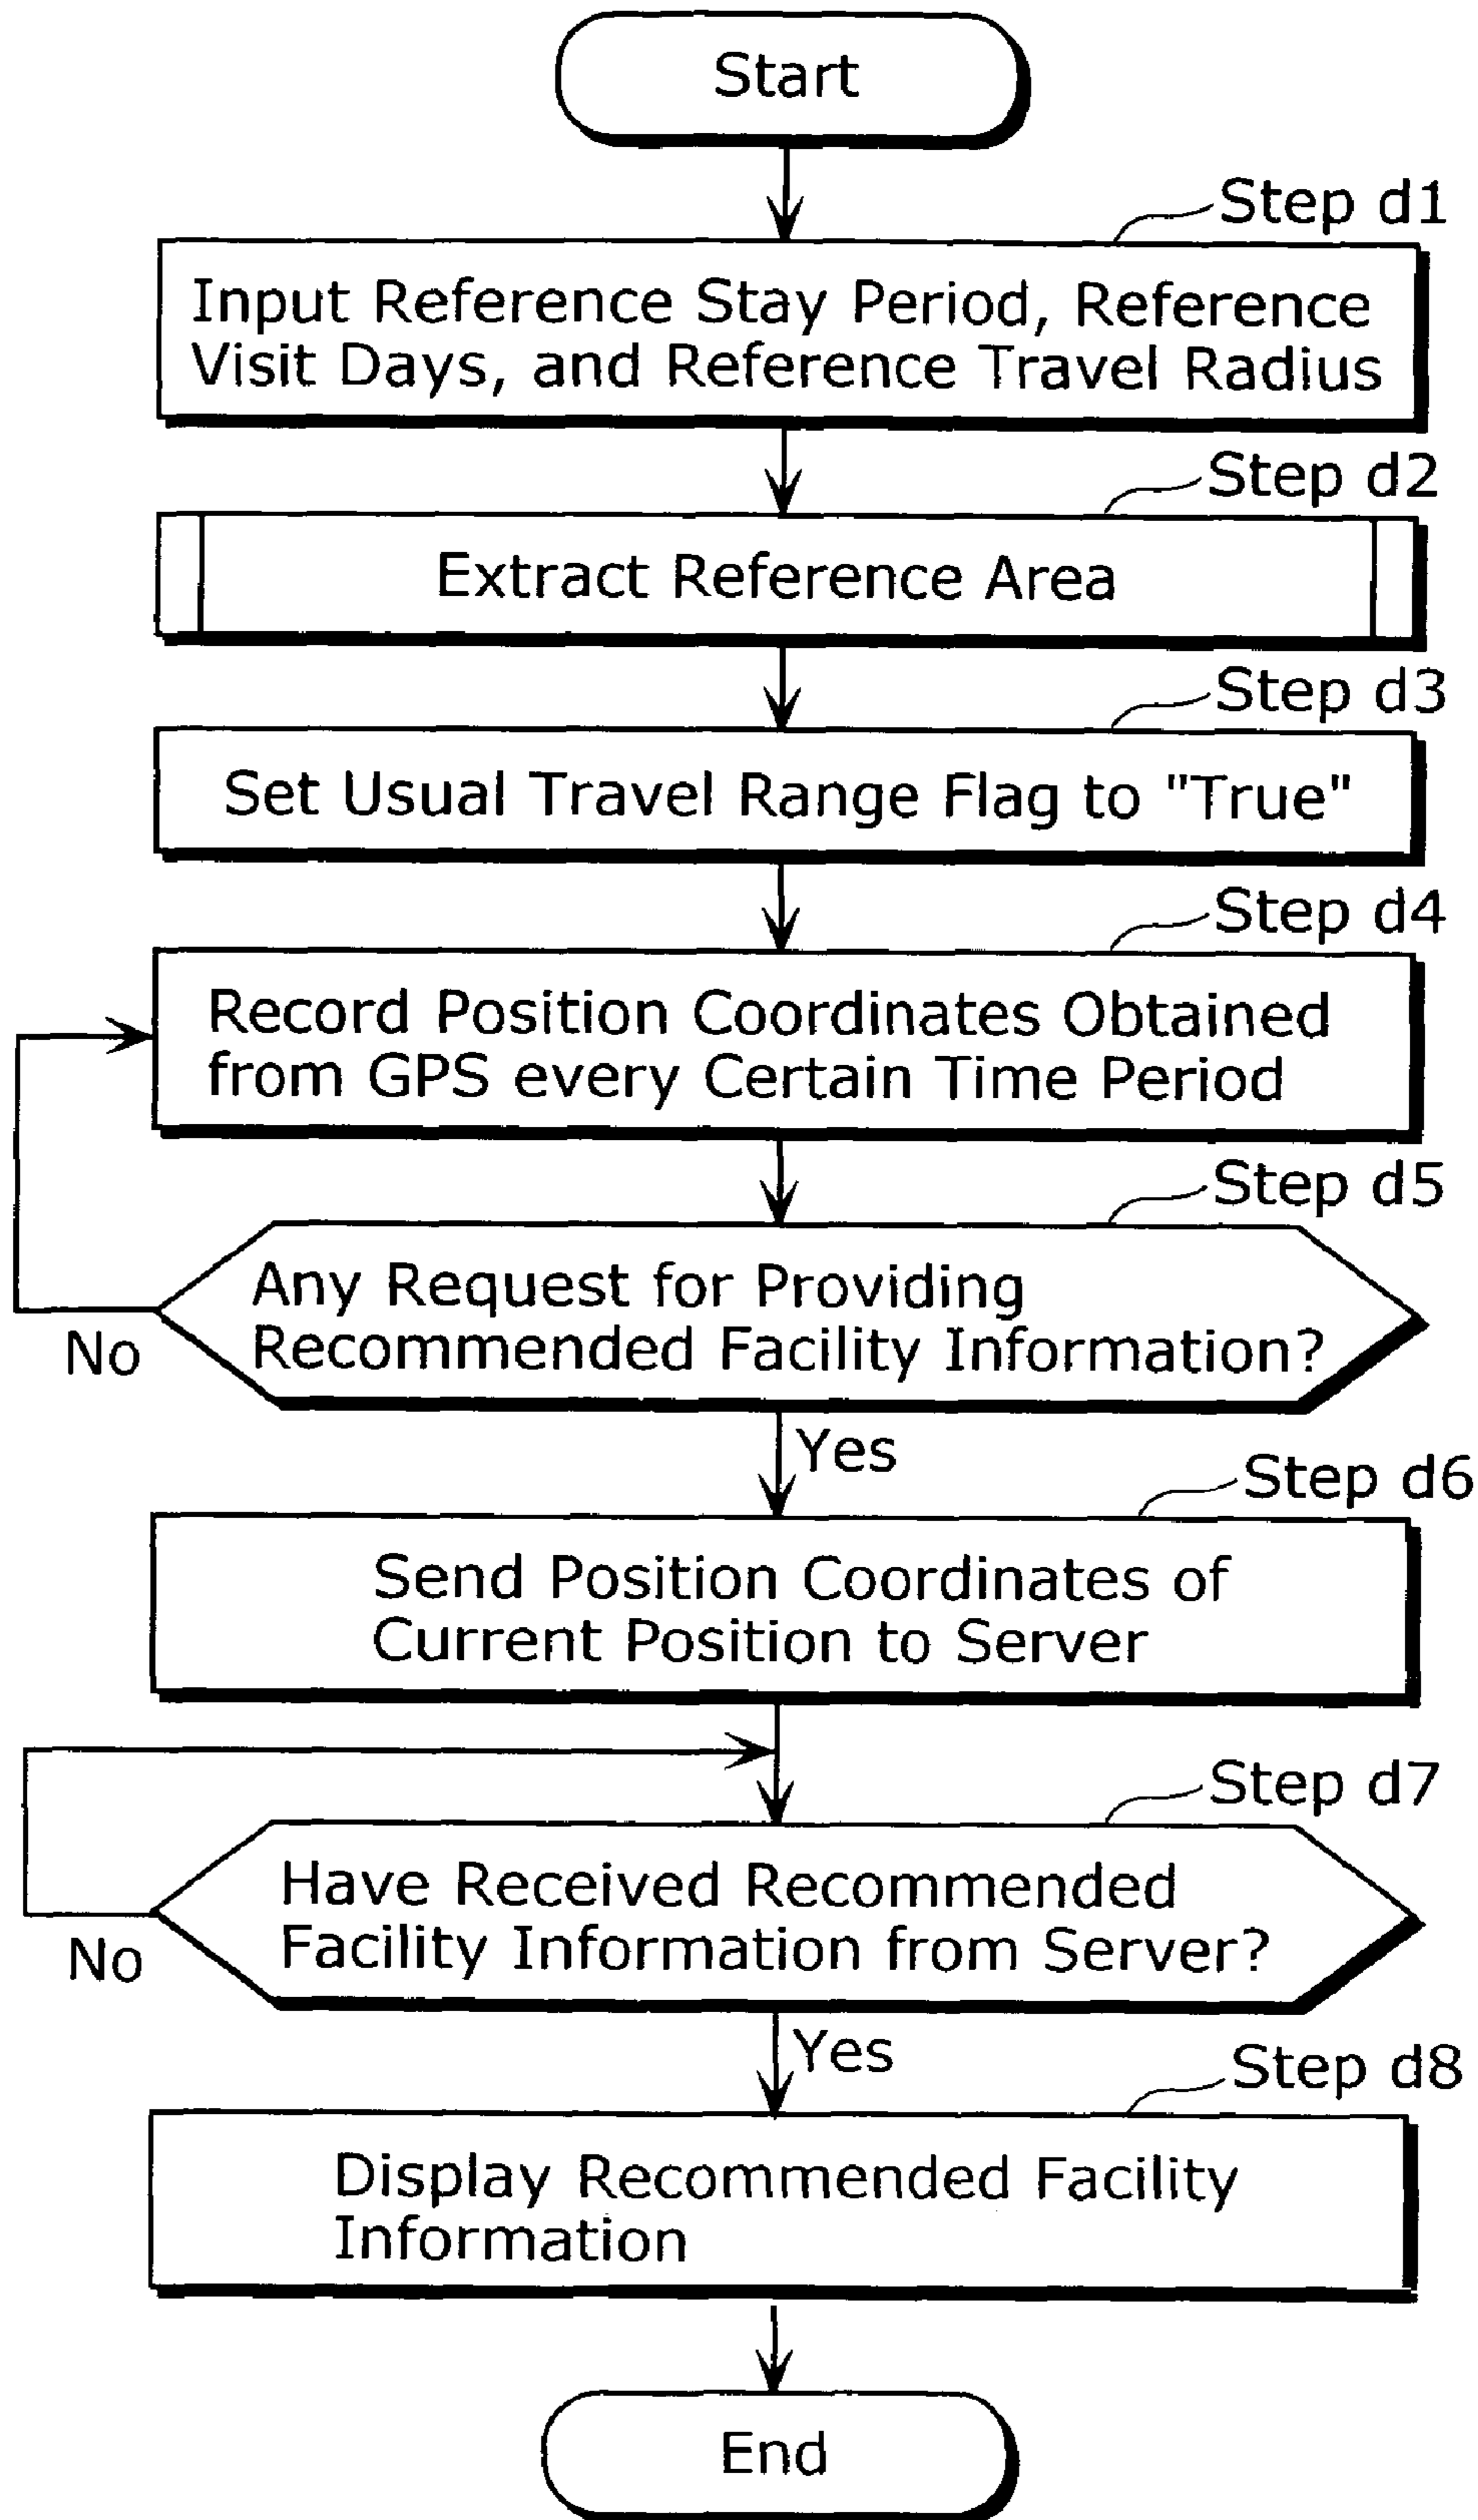 Start
Step d1
Input Reference Stay Period, Reference
Visit Days, and Reference Travel Radius
Step d2
Extract Reference Area
Step d3
Set Usual Travel Range Flag to "True"
Step d4
Record Position Coordinates Obtained
from GPS every Certain Time Period
Step d5
Any Request for Providing
Recommended Facility Information?
No
Yes
Step d6
Send Position Coordinates of
Current Position to Server
Step d7
Have Received Recommended
Facility Information from Server?
No
Yes
Step d8
Display Recommended Facility
Information
End